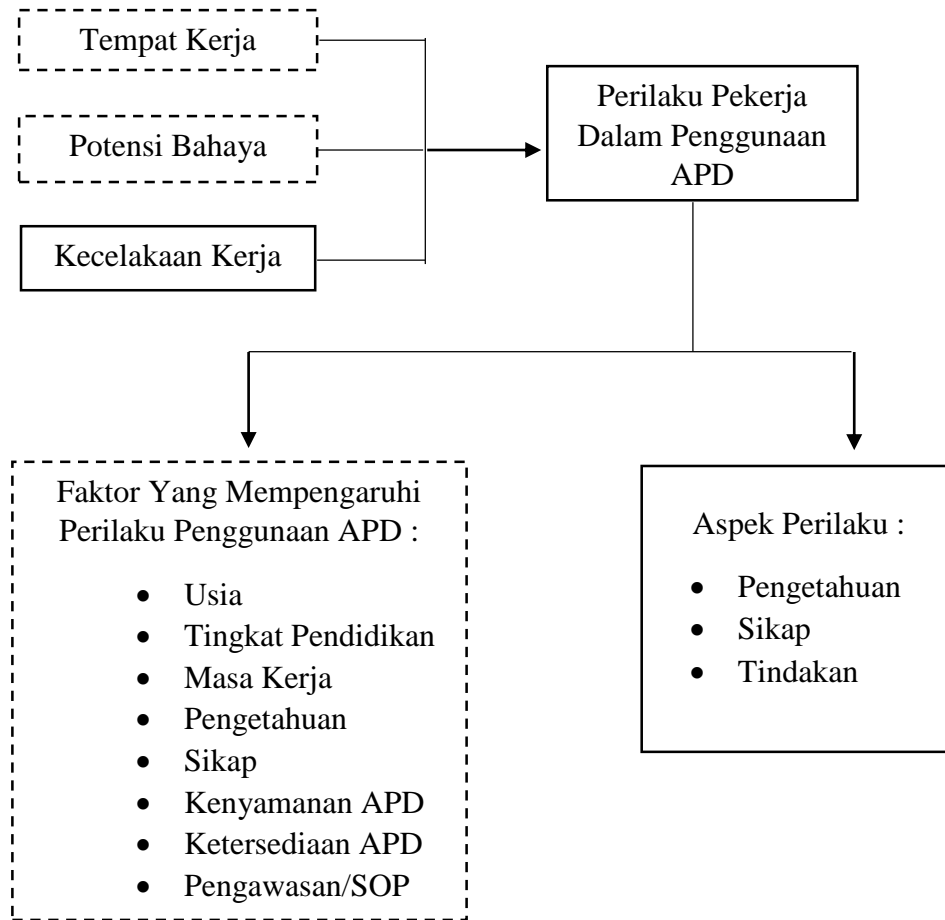 Tempat Kerja
Potensi Bahaya
Kecelakaan Kerja
Perilaku Pekerja
Dalam Penggunaan
APD
Faktor Yang Mempengaruhi
Perilaku Penggunaan APD :
• Usia
• Tingkat Pendidikan
• Masa Kerja
• Pengetahuan
• Sikap
• Kenyamanan APD
• Ketersediaan APD
• Pengawasan/SOP
Aspek Perilaku :
• Pengetahuan
• Sikap
• Tindakan